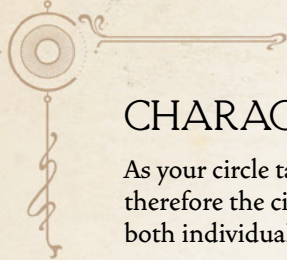 CHARAC
As your circle ta
therefore the ci
both individual